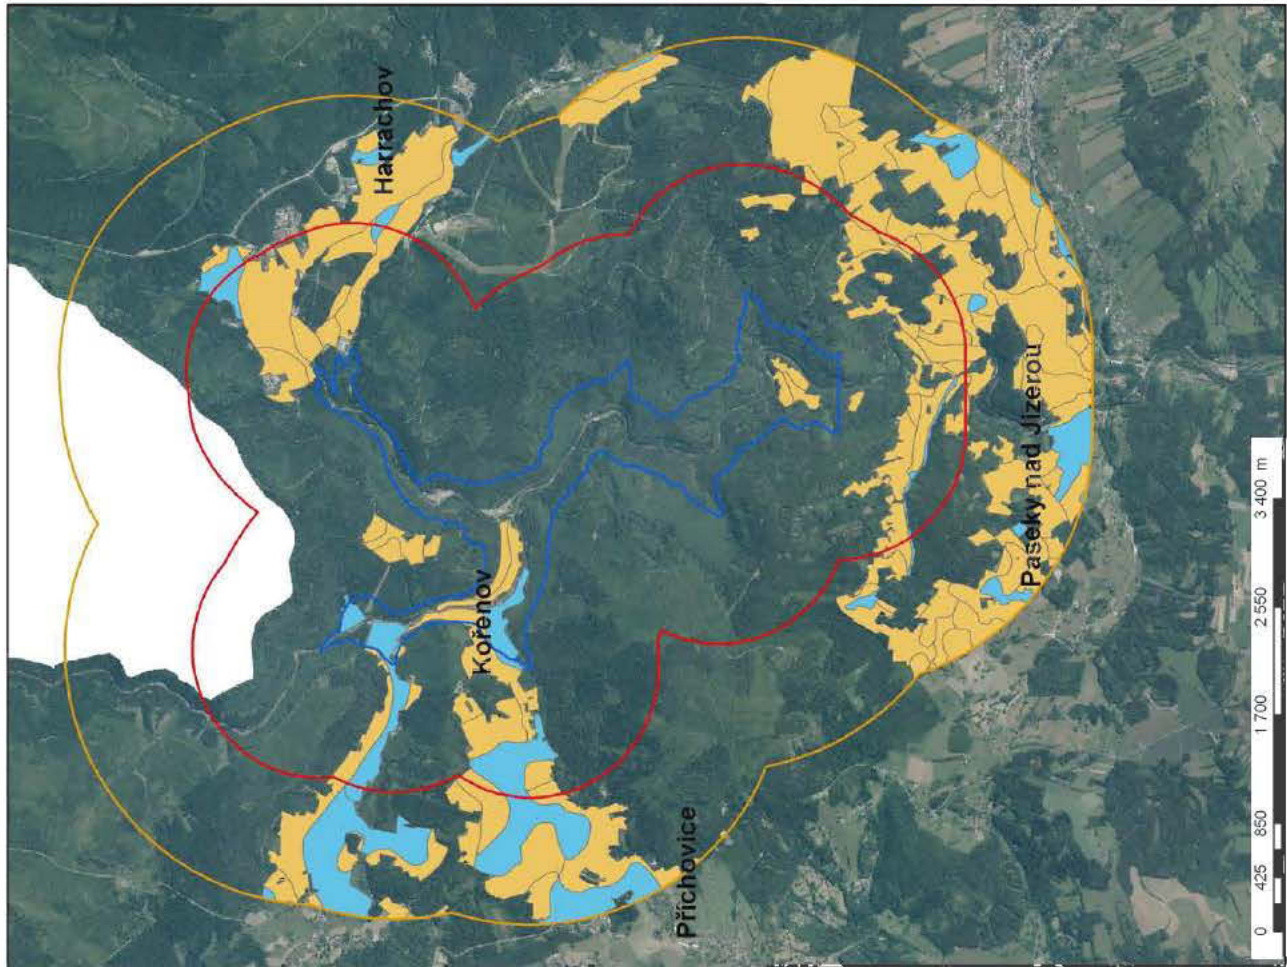 Harrachov
Kořenov
Paseky nad Jizerou
Příchovice
0 425 850 1 700 2 550 3 400 m